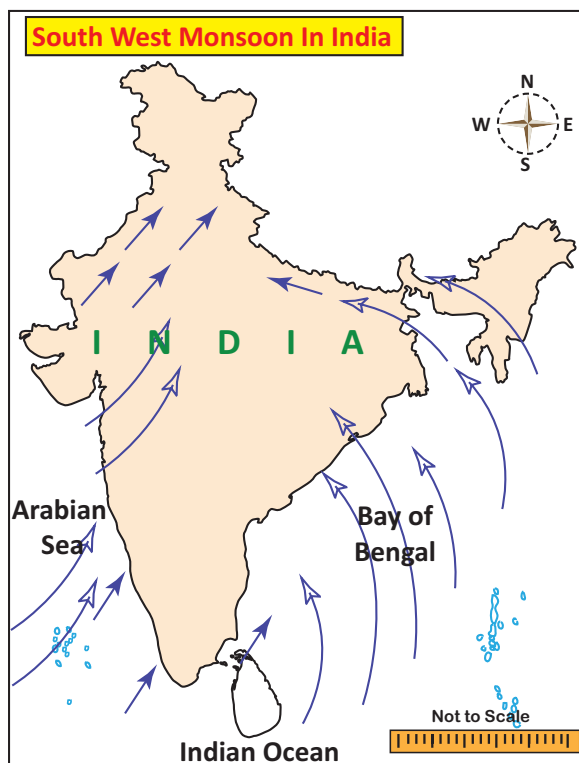 South West Monsoon In India
N
W E
S
I N D I A
Arabian
Sea
Bay of
Bengal
Not to Scale
Indian Ocean